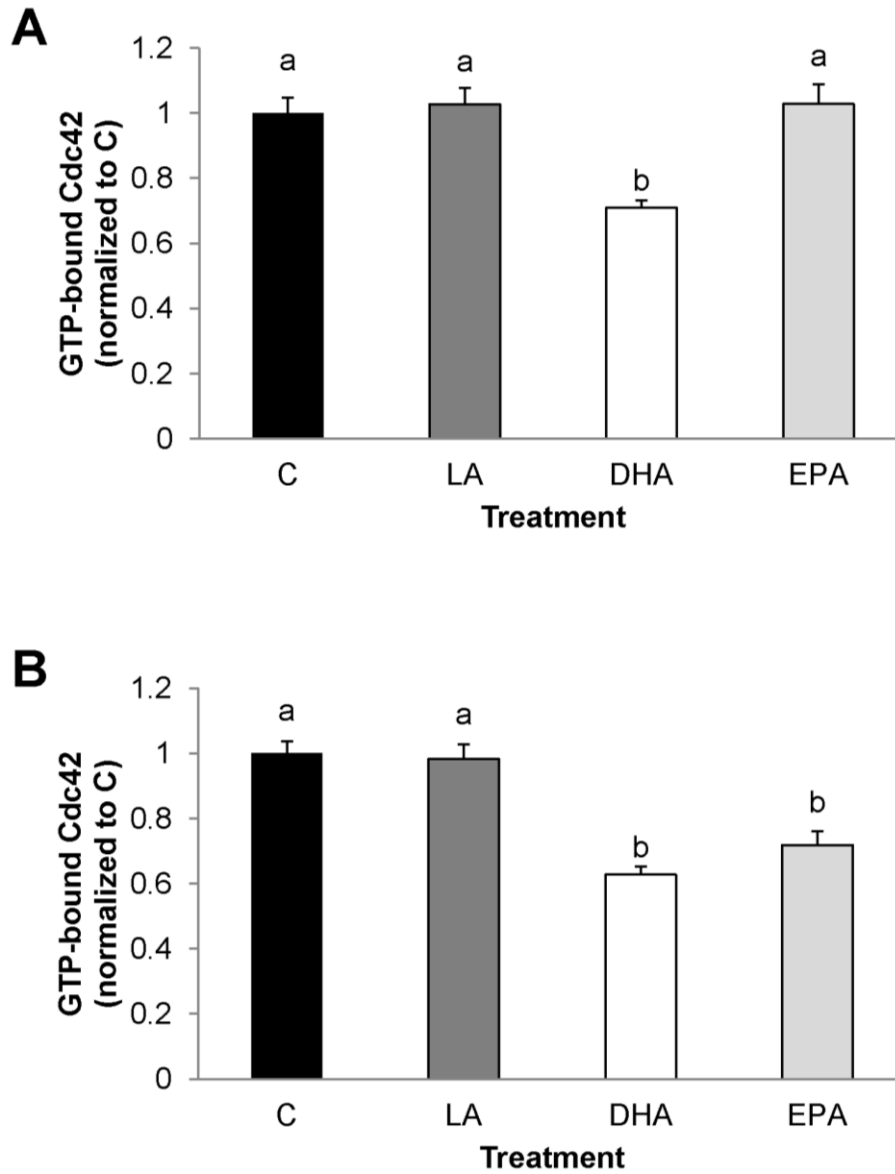 A
GTP-bound Cdc42
(normalized to C)
1.2
1
0.8
0.6
0.4
0.2
0
a
a
b
a
C
LA
DHA
EPA
Treatment
B
GTP-bound Cdc42
(normalized to C)
1.2
1
0.8
0.6
0.4
0.2
0
a
a
b
b
C
LA
DHA
EPA
Treatment